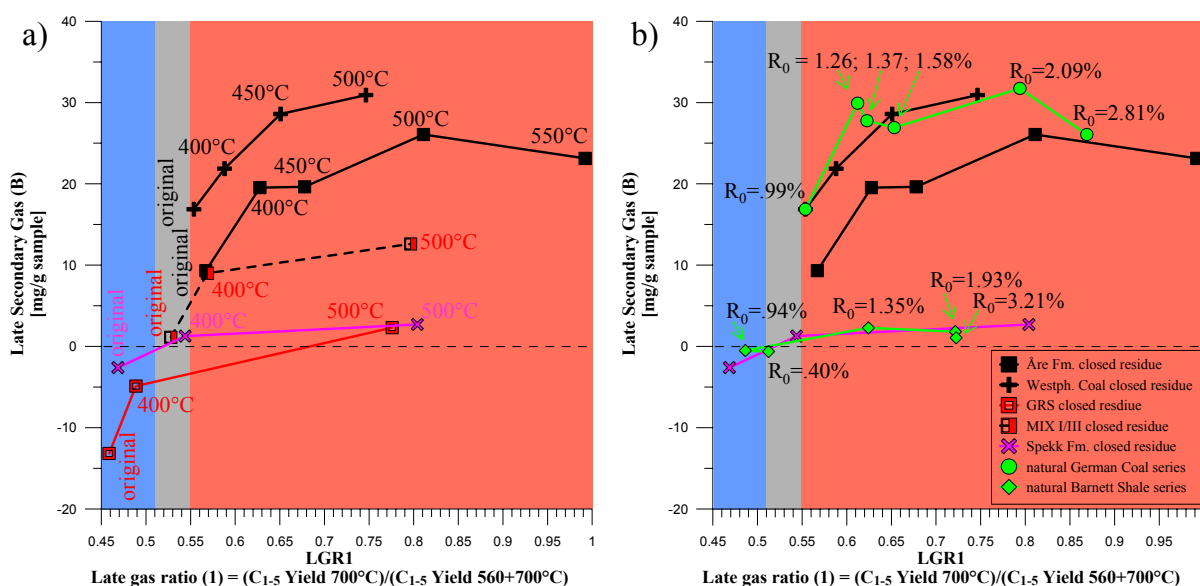 a)
40
30
20
10
0
-10
-20
Late Secondary Gas (B)
[mg/g sample]
500°C
450°C
400°C
original
500°C
550°C
450°C
400°C
original
500°C
400°C
original
500°C
400°C
original
500°C
400°C
original
0.45 0.5 0.55 0.6 0.65 0.7 0.75 0.8 0.85 0.9 0.95 1
LGR1
Late gas ratio (1) = (C1-5 Yield 700°C)/(C1-5 Yield 560+700°C)
b)
40
30
20
10
0
-10
-20
Late Secondary Gas (B)
[mg/g sample]
R0 = 1.26; 1.37; 1.58%
R0=2.09%
R0=2.81%
R0=.99%
R0=1.93%
R0=.94%
R0=1.35%
R0=3.21%
R0=.40%
Åre Fm. closed residue
Westph. Coal closed residue
GRS closed resdiue
MIX I/III closed residue
Spekk Fm. closed residue
natural German Coal series
natural Barnett Shale series
0.45 0.5 0.55 0.6 0.65 0.7 0.75 0.8 0.85 0.9 0.95
LGR1
Late gas ratio (1) = (C1-5 Yield 700°C)/(C1-5 Yield 560+700°C)